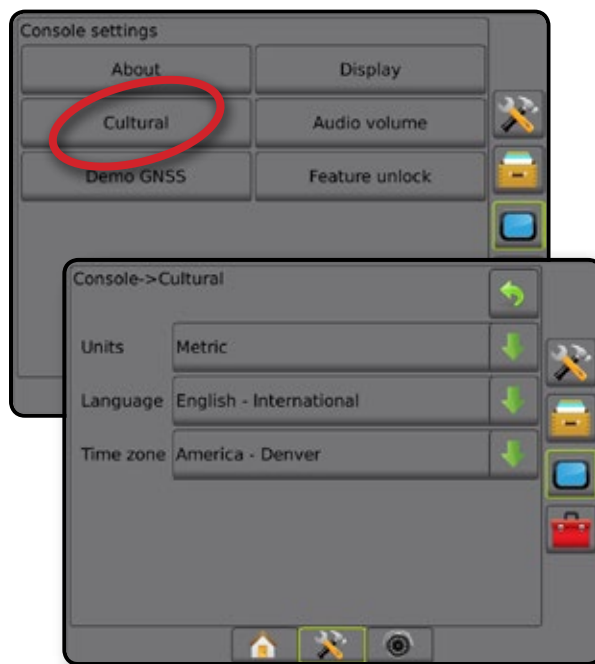 Console settings
About Display
Cultural Audio volume
Demo GNSS Feature unlock
Console->Cultural
Units Metric
Language English - International
Time zone America - Denver